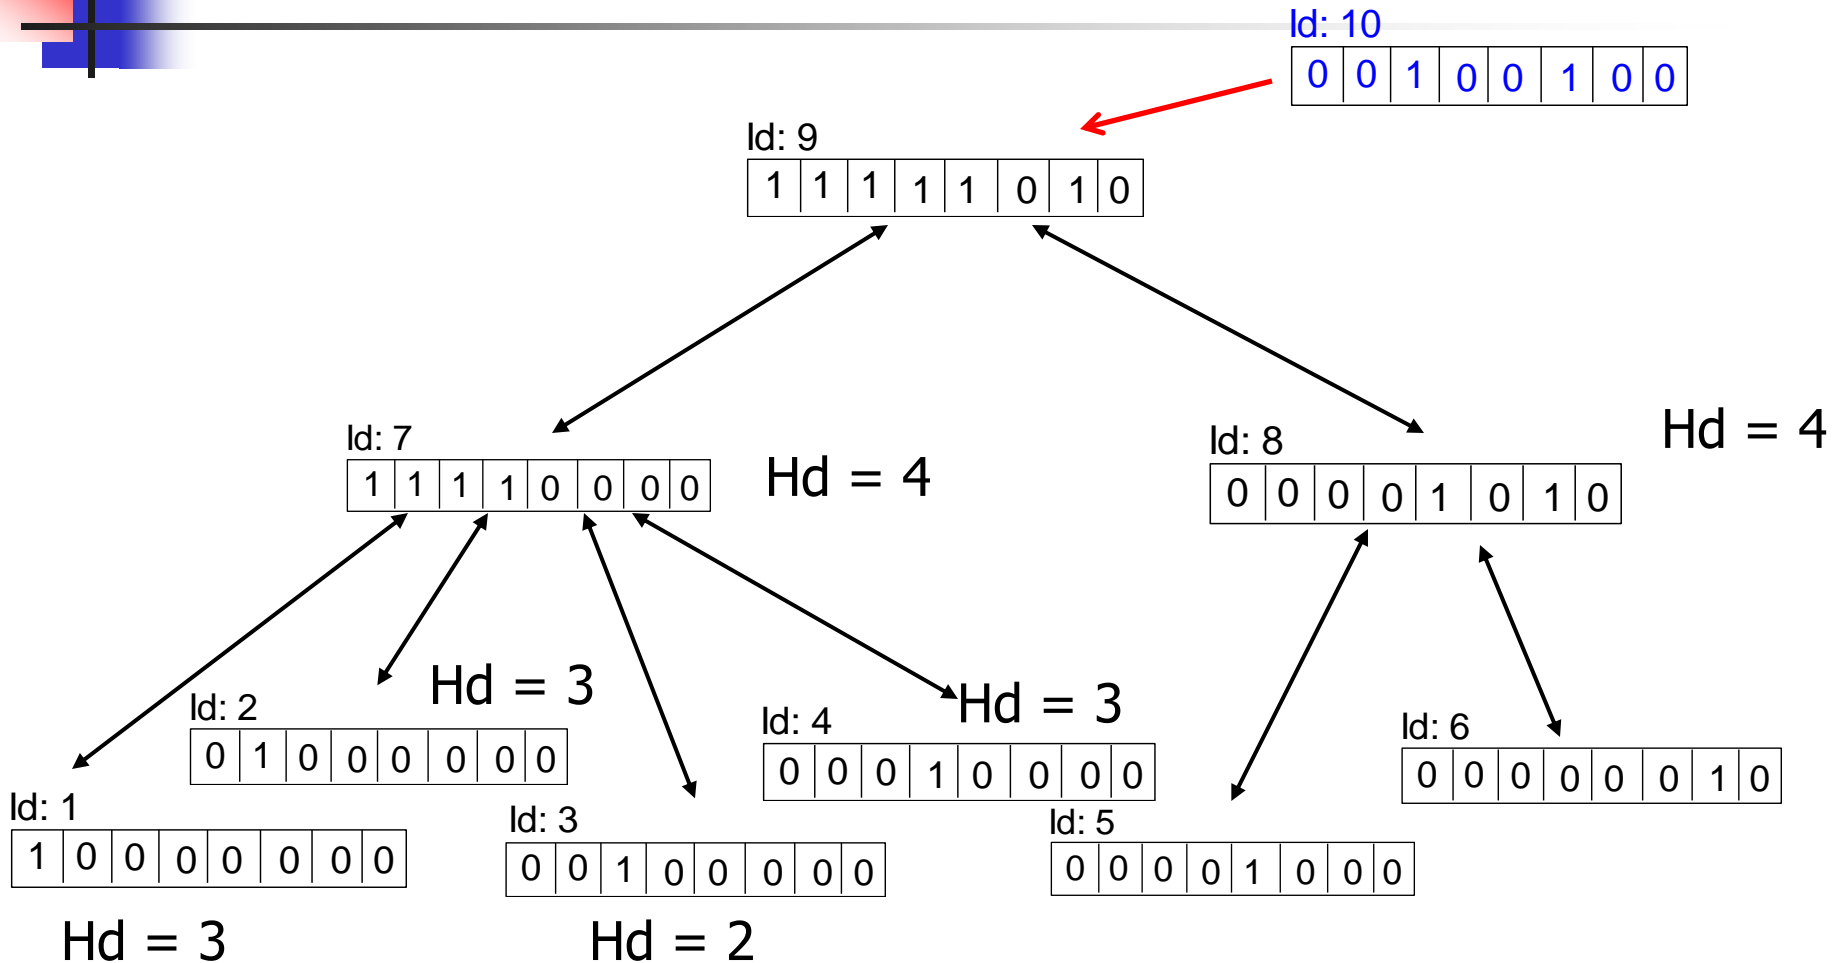 Id: 10
0 0 1 0 0 1 0 0
Id: 9
1 1 1 1 1 0 1 0
Id: 7
1 1 1 1 0 0 0 0
Hd = 4
Id: 8
0 0 0 0 1 0 1 0
Hd = 4
Id: 2
0 1 0 0 0 0 0 0
Hd = 3
Id: 4
0 0 0 1 0 0 0 0
Hd = 3
Id: 6
0 0 0 0 0 0 1 0
Id: 1
1 0 0 0 0 0 0 0
Hd = 3
Id: 3
0 0 1 0 0 0 0 0
Hd = 2
Id: 5
0 0 0 0 1 0 0 0